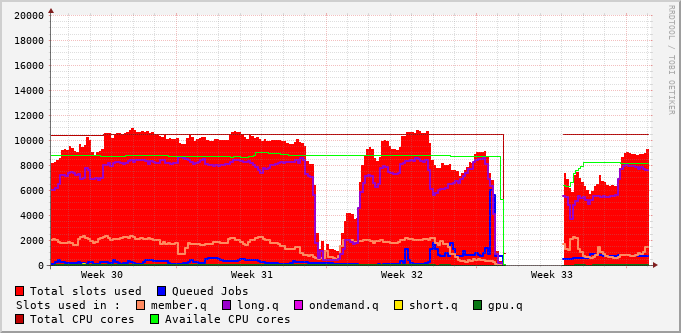 20000
18000
16000
14000
12000
10000
8000
6000
4000
2000
0
Week 30 Week 31 Week 32 Week 33
RRDTOOL / TOBI OETIKER
Total slots used Queued Jobs
Slots used in : member.q long.q ondemand.q short.q gpu.q
Total CPU cores Availale CPU cores